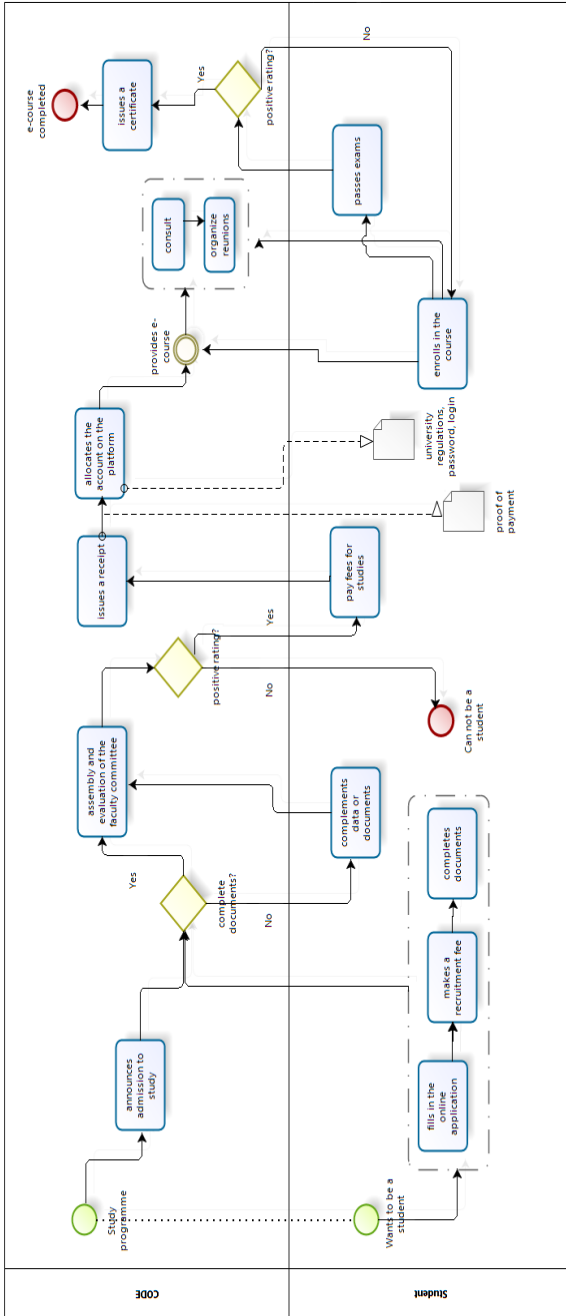 CODE
Study
programme
announces
admission to
study
Yes
complete
documents?
No
assembly and
evaluation of the
faculty committee
positive rating?
Yes
No
issues a receipt
allocates the
account on the
platform
provides e-
course
consult
organize
reunions
positive rating?
Yes
No
issues a
certificate
e-course
completed
Student
Wants to be a
student
fills in the
online
application
makes a
recruitment fee
completes
documents
complements
data or
documents
Can not be a
student
pay fees for
studies
proof of
payment
university
regulations,
password, login
enrolls in the
course
passes exams